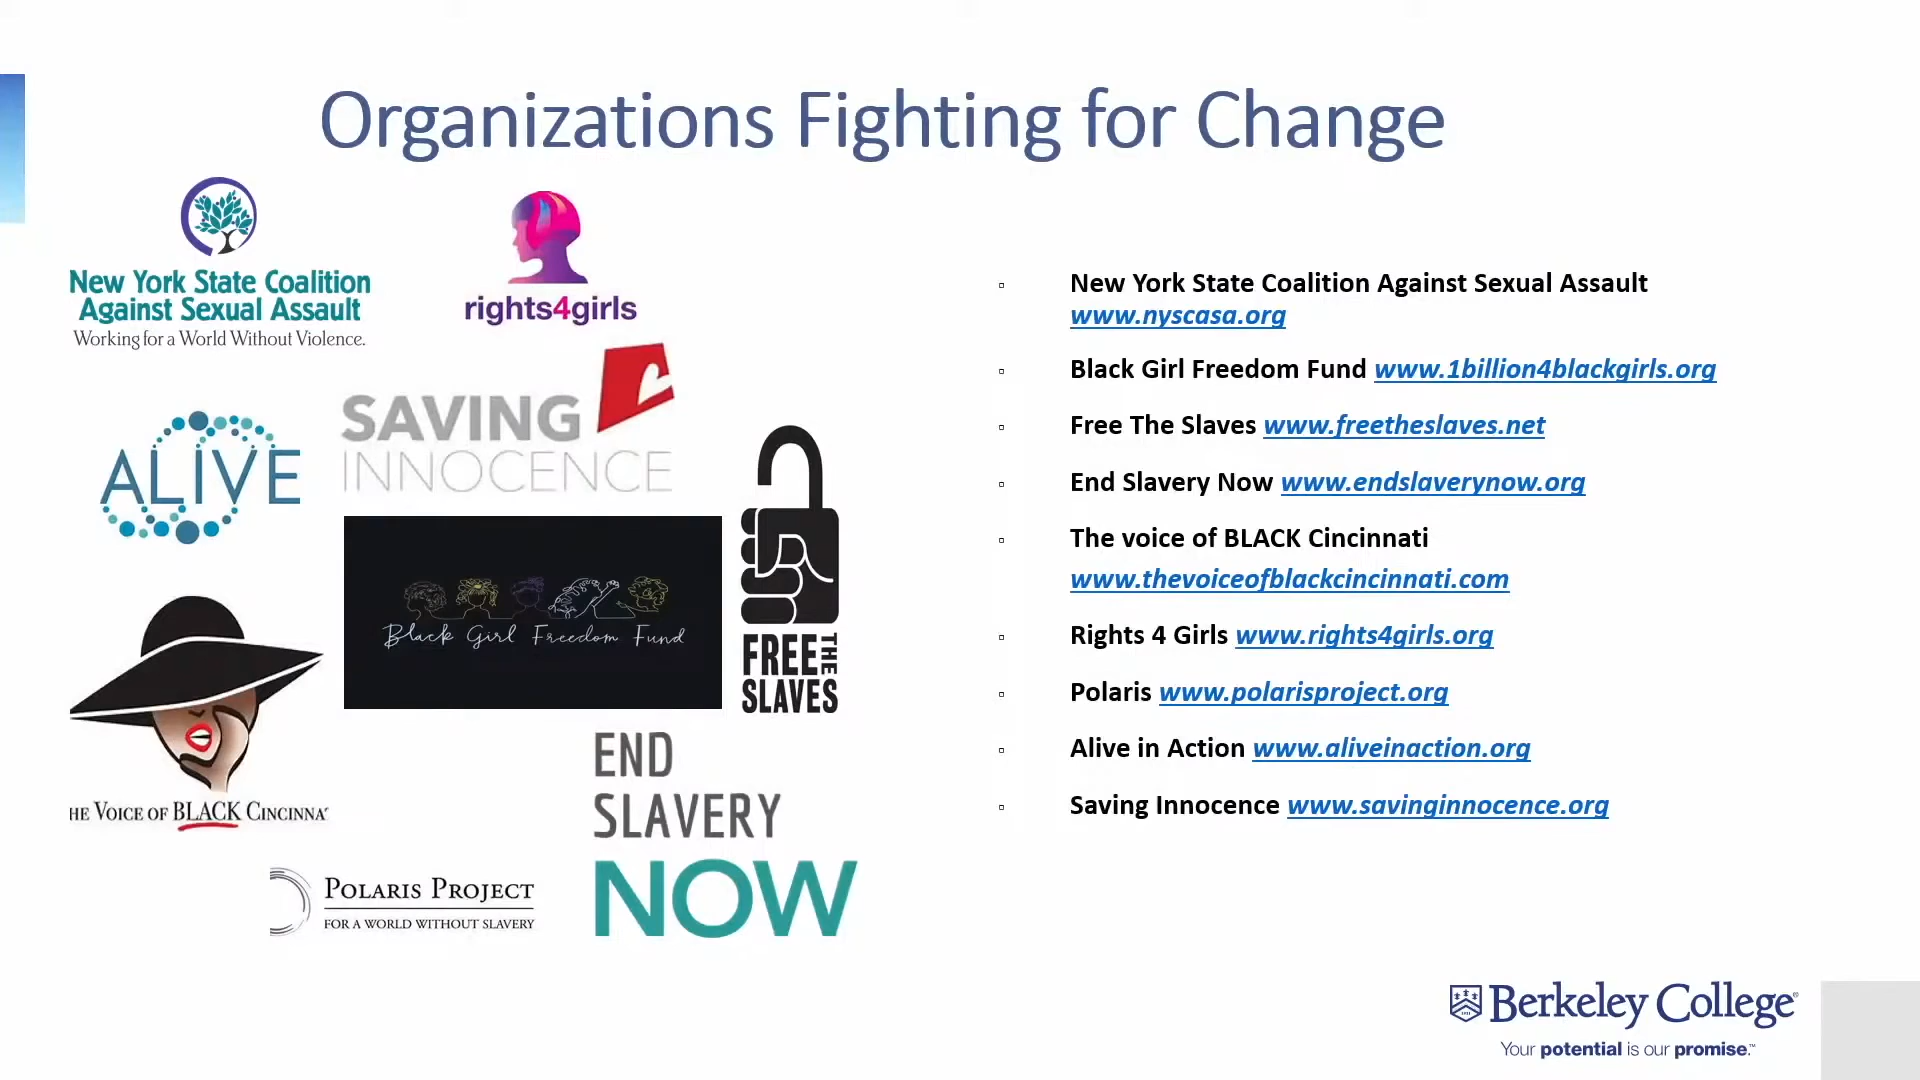 Organizations Fighting for Change
New York State Coalition
Against Sexual Assault
Working for a World Without Violence.
rights4girls
SAVING
INNOCENCE
ALIVE
Black Girl Freedom Fund
FREE THE
SLAVES
HE VOICE OF BLACK CINCINNA
END
SLAVERY
NOW
POLARIS PROJECT
FOR A WORLD WITHOUT SLAVERY
New York State Coalition Against Sexual Assault
www.nyscasa.org
Black Girl Freedom Fund www.1billion4blackgirls.org
Free The Slaves www.freetheslaves.net
End Slavery Now www.endslaverynow.org
The voice of BLACK Cincinnati
www.thevoiceofblackcincinnati.com
Rights 4 Girls www.rights4girls.org
Polaris www.polarisproject.org
Alive in Action www.aliveinaction.org
Saving Innocence www.savinginnocence.org
Berkeley College®
Your potential is our promise.™